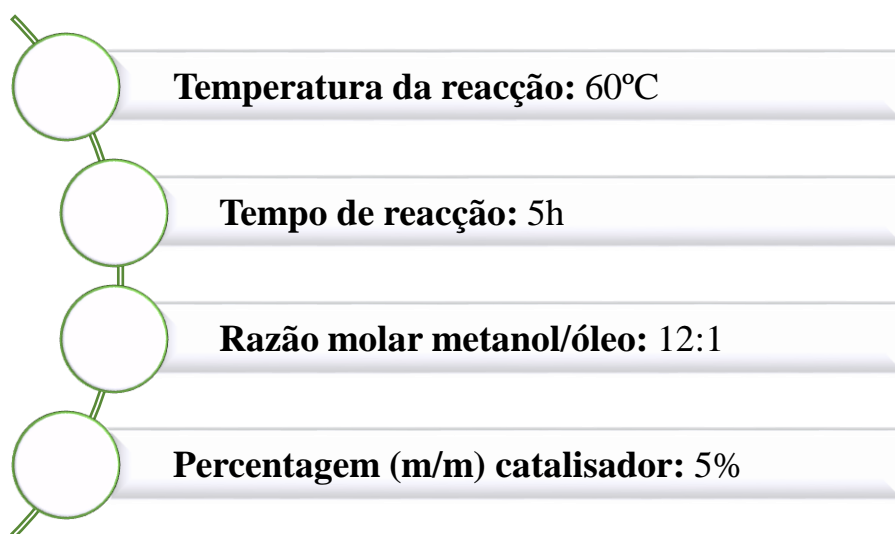 Temperatura da reacção: 60ºC
Tempo de reacção: 5h
Razão molar metanol/óleo: 12:1
Percentagem (m/m) catalisador: 5%